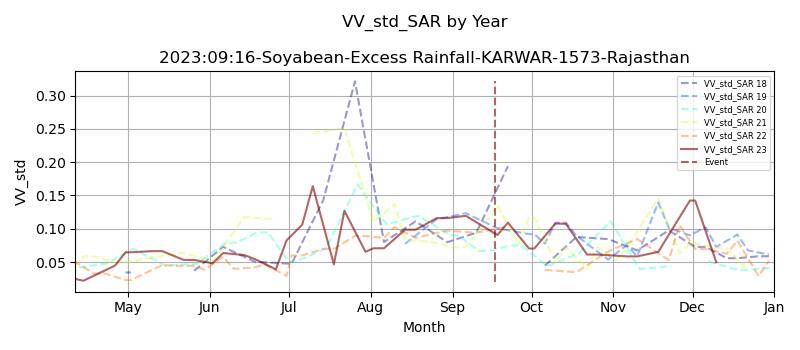 VV_std_SAR by Year
2023:09:16-Soyabean-Excess Rainfall-KARWAR-1573-Rajasthan
VV_std
0.30
0.25
0.20
0.15
0.10
0.05
VV_std_SAR 18
VV_std_SAR 19
VV_std_SAR 20
VV_std_SAR 21
VV_std_SAR 22
VV_std_SAR 23
Event
May Jun Jul Aug Sep Oct Nov Dec Jan
Month